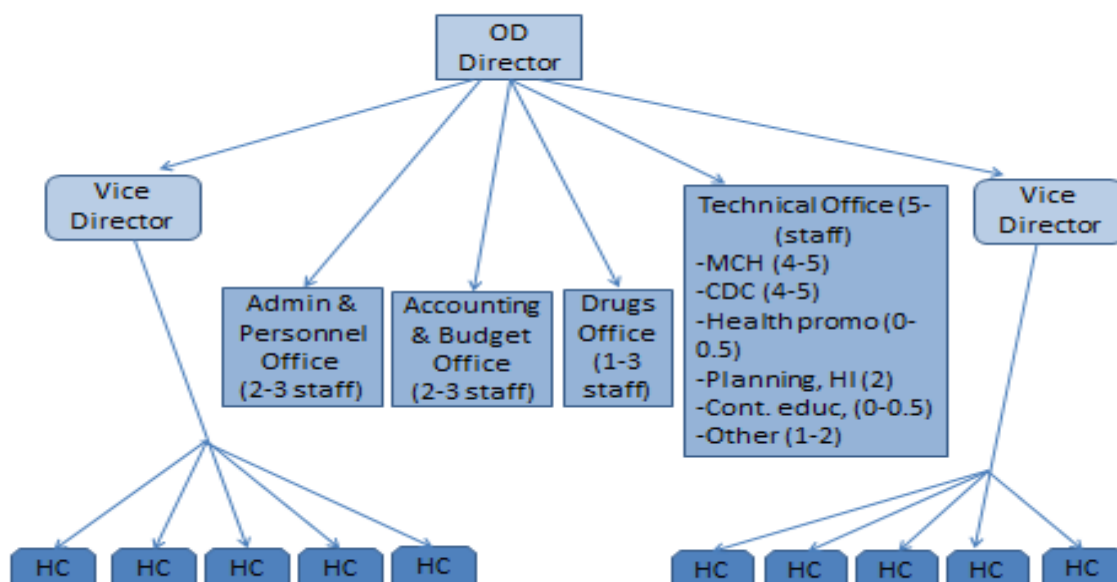 OD
Director
Vice
Director
Admin &
Personnel
Office
(2-3 staff)
Accounting
& Budget
Office
(2-3 staff)
Drugs
Office
(1-3
staff)
Technical Office (5-
(staff)
-MCH (4-5)
-CDC (4-5)
-Health promo (0-
0.5)
-Planning, HI (2)
-Cont. educ, (0-0.5)
-Other (1-2)
Vice
Director
HC
HC
HC
HC
HC
HC
HC
HC
HC
HC